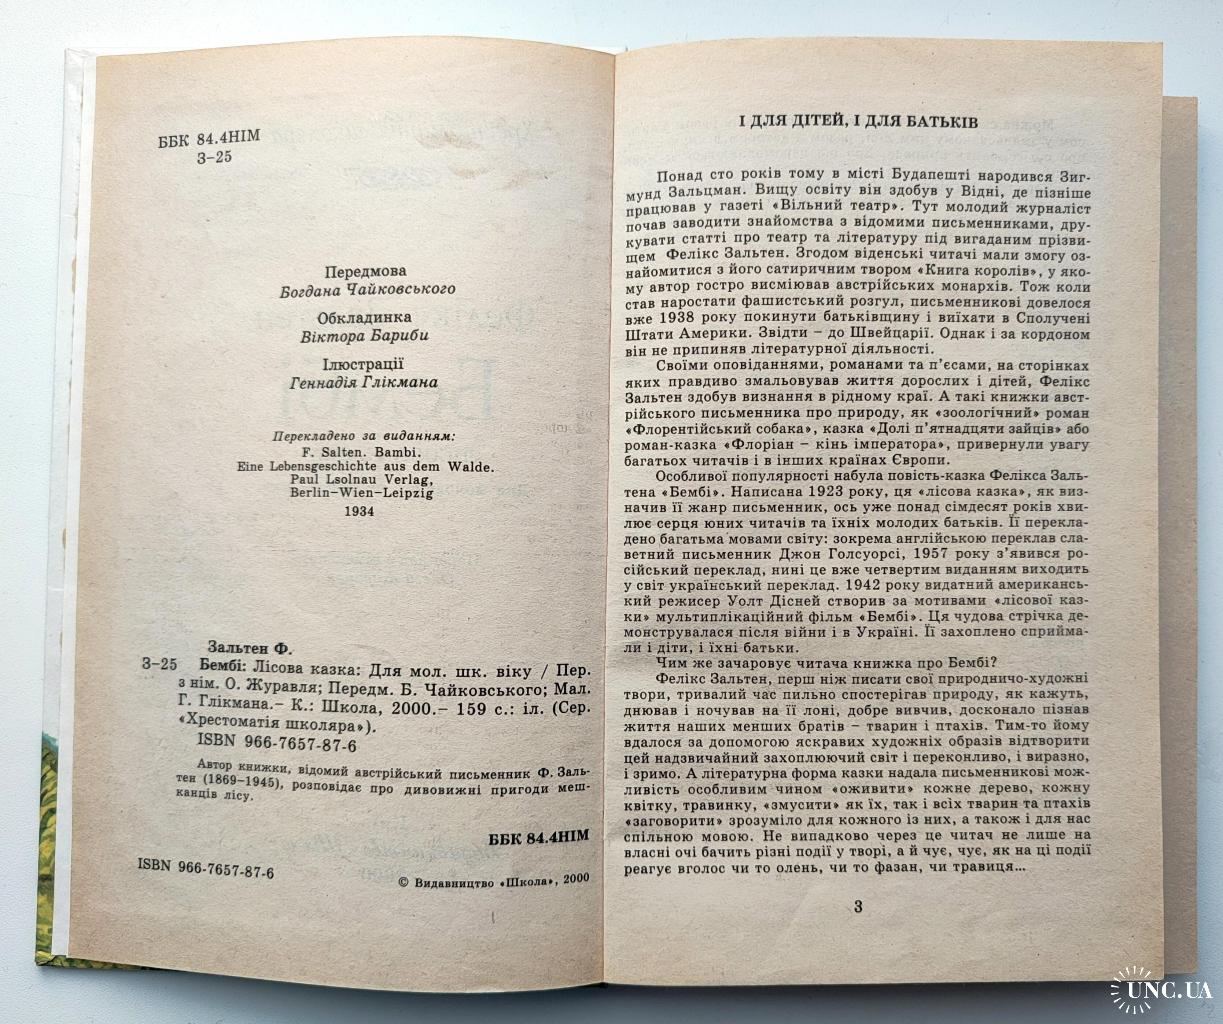 ББК 84.4НІМ
З-25
Передмова
Богдана Чайковського
Обкладинка
Віктора Бариби
Ілюстрації
Геннадія Глікмана
Перекладено за виданням:
F. Salten. Bambi.
Eine Lebensgeschichte aus dem Walde.
Paul Lsolnau Verlag,
Berlin-Wien-Leipzig
1934
Зальтен Ф.
З-25 Бембі: Лісова казка: Для мол. шк. віку / Пер.
з нім. О. Журавля; Передм. Б. Чайковського; Мал.
Г. Глікмана.- К.: Школа, 2000.- 159 с.: іл. (Сер.
«Хрестоматія школяра»).
ISBN 966-7657-87-6
Автор книжки, відомий австрійський письменник Ф. Заль-
тен (1869-1945), розповідає про дивовижні пригоди меш-
канців лісу.
ББК 84.4НІМ
ISBN 966-7657-87-6
© Видавництво «Школа», 2000
І ДЛЯ ДІТЕЙ, І ДЛЯ БАТЬКІВ
Понад сто років тому в місті Будапешті народився Зиг-
мунд Зальцман. Вищу освіту він здобув у Відні, де пізніше
працював у газеті «Вільний театр». Тут молодий журналіст
почав заводити знайомства з відомими письменниками, дру-
кувати статті про театр та літературу під вигаданим прізви-
щем Фелікс Зальтен. Згодом віденські читачі мали змогу оз-
найомитися з його сатиричним твором «Книга королів», у яко-
му автор гостро висміював австрійських монархів. Тож коли
став наростати фашистський розгул, письменникові довелося
вже 1938 року покинути батьківщину і виїхати в Сполучені
Штати Америки. Звідти – до Швейцарії. Однак і за кордоном
він не припиняв літературної діяльності.
Своїми оповіданнями, романами та п'єсами, на сторінках
яких правдиво змальовував життя дорослих і дітей, Фелікс
Зальтен здобув визнання в рідному краї. А такі книжки авст-
рійського письменника про природу, як «зоологічний» роман
«Флорентійський собака», казка «Долі п'ятнадцяти зайців» або
роман-казка «Флоріан – кінь імператора», привернули увагу
багатьох читачів і в інших країнах Європи.
Особливої популярності набула повість-казка Фелікса Заль-
тена «Бембі». Написана 1923 року, ця «лісова казка», як виз-
начив її жанр письменник, ось уже понад сімдесят років хви-
лює серця юних читачів та їхніх молодих батьків. Її перекла-
дено багатьма мовами світу: зокрема англійською переклав сла-
ветний письменник Джон Голсуорсі, 1957 року з'явився ро-
сійський переклад, нині це вже четвертим виданням виходить
у світ український переклад. 1942 року видатний американсь-
кий режисер Уолт Дісней створив за мотивами «лісової каз-
ки» мультиплікаційний фільм «Бембі». Ця чудова стрічка де-
монструвалася після війни і в Україні. Її захоплено сприйма-
ли і діти, і їхні батьки.
Чим же зачаровує читача книжка про Бембі?
Фелікс Зальтен, перш ніж писати свої природничо-художні
твори, тривалий час пильно спостерігав природу, як кажуть,
днював і ночував на її лоні, добре вивчив, досконало пізнав
життя наших менших братів – тварин і птахів. Тим-то йому
вдалося за допомогою яскравих художніх образів відтворити
цей надзвичайний захоплюючий світ і переконливо, і виразно,
і зримо. А літературна форма казки надала письменникові мож-
ливість особливим чином «оживити» кожне дерево, кожну
квітку, травинку, «змусити» як їх, так і всіх тварин та птахів
«заговорити» зрозуміло для кожного із них, а також і для нас
спільною мовою. Не випадково через це читач не лише на
власні очі бачить різні події у творі, а й чує, чує, як на ці події
реагує вголос чи то олень, чи то фазан, чи травиця...
3
UNC.UA